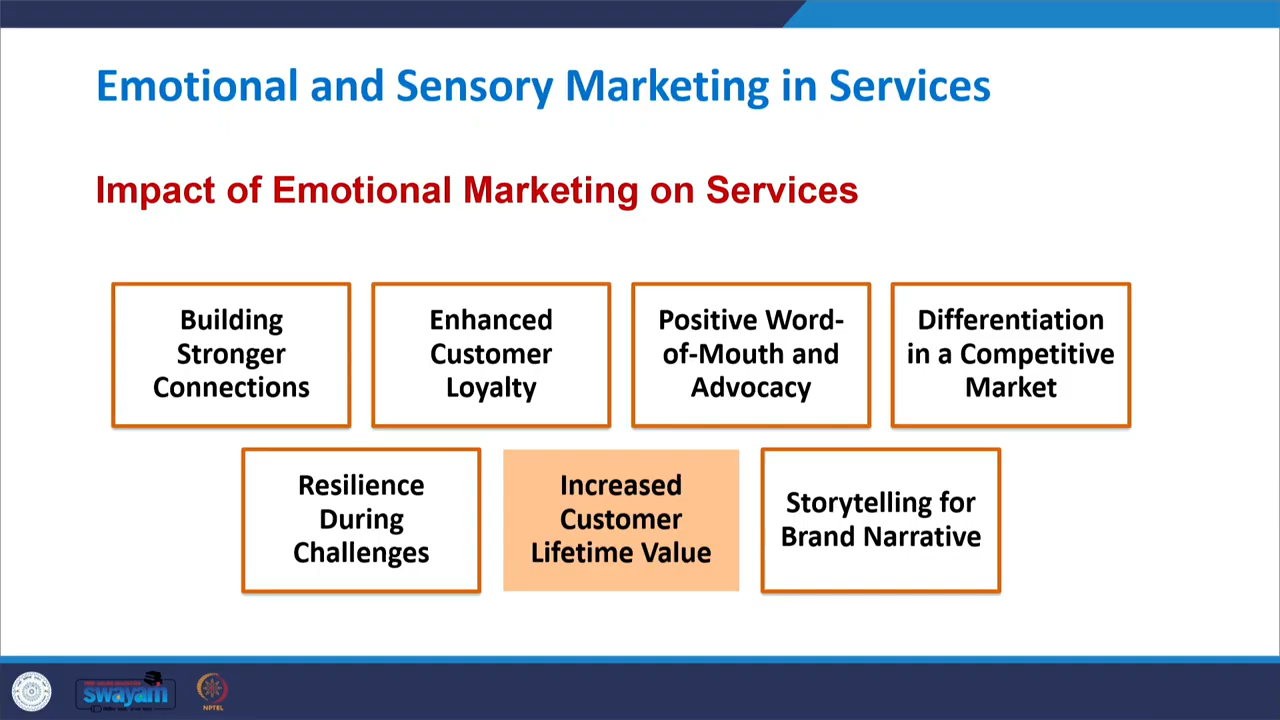 Emotional and Sensory Marketing in Services
Impact of Emotional Marketing on Services
Building
Stronger
Connections
Enhanced
Customer
Loyalty
Positive Word-
of-Mouth and
Advocacy
Differentiation
in a Competitive
Market
Resilience
During
Challenges
Increased
Customer
Lifetime Value
Storytelling for
Brand Narrative
swayam
NPTEL